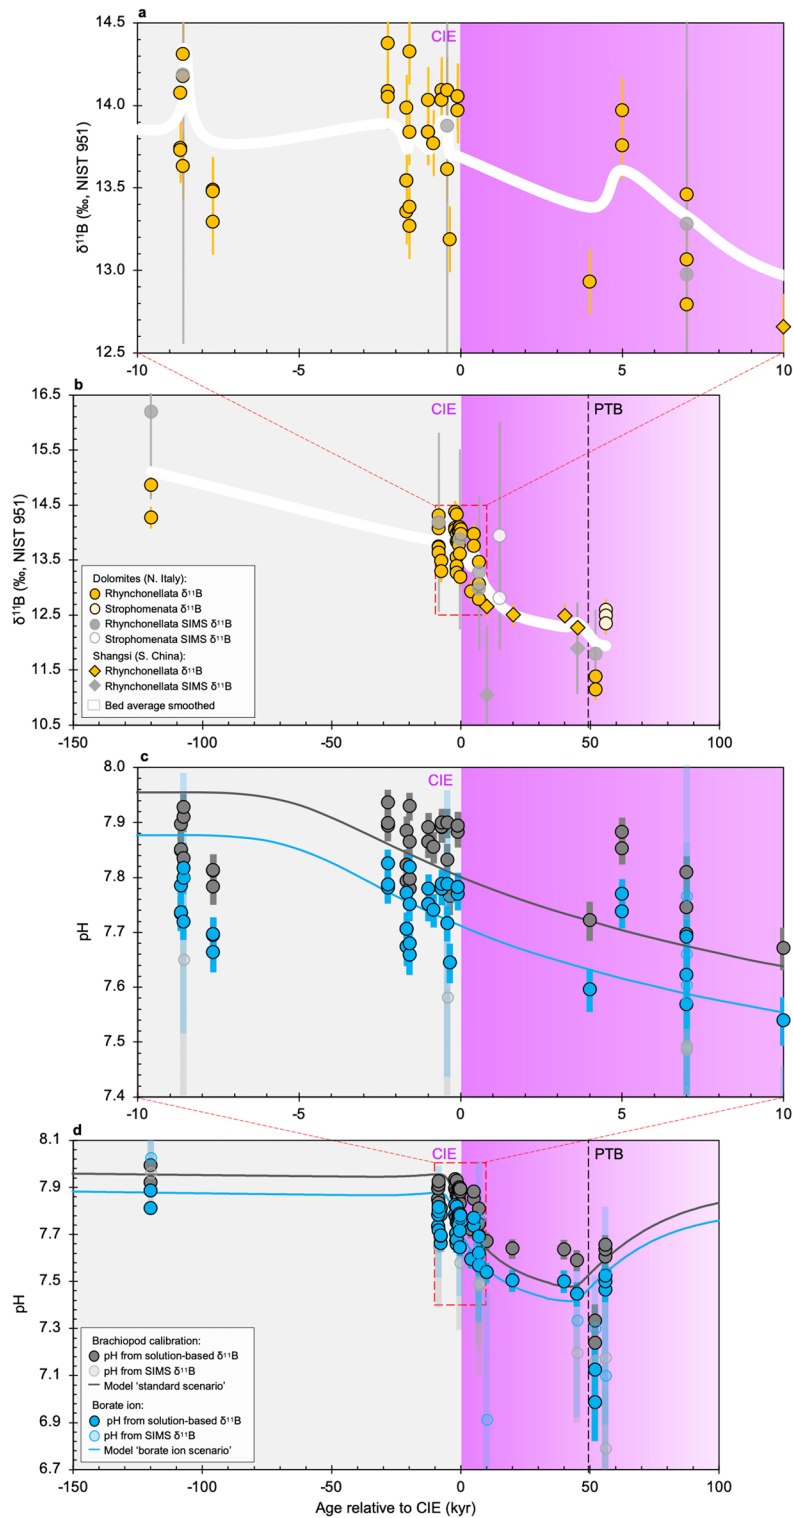 a
14.5
CIE
14.0
13.5
13.0
12.5
δ¹¹B (‰, NIST 951)
-10
-5
0
5
10
b
16.5
CIE
PTB
15.5
14.5
13.5
12.5
11.5
10.5
δ¹¹B (‰, NIST 951)
Dolomites (N. Italy):
Rhynchonellata δ¹¹B
Strophomenata δ¹¹B
Rhynchonellata SIMS δ¹¹B
Strophomenata SIMS δ¹¹B
Shangsi (S. China):
Rhynchonellata δ¹¹B
Rhynchonellata SIMS δ¹¹B
Bed average smoothed
-150
-100
-50
0
50
100
c
8.0
CIE
7.9
7.8
7.7
7.6
7.5
7.4
pH
-10
-5
0
5
10
d
8.1
CIE
PTB
7.9
7.7
7.5
7.3
7.1
6.9
6.7
pH
Brachiopod calibration:
pH from solution-based δ¹¹B
pH from SIMS δ¹¹B
Model ‘standard scenario’
Borate ion:
pH from solution-based δ¹¹B
pH from SIMS δ¹¹B
Model ‘borate ion scenario’
-150
-100
-50
0
50
100
Age relative to CIE (kyr)